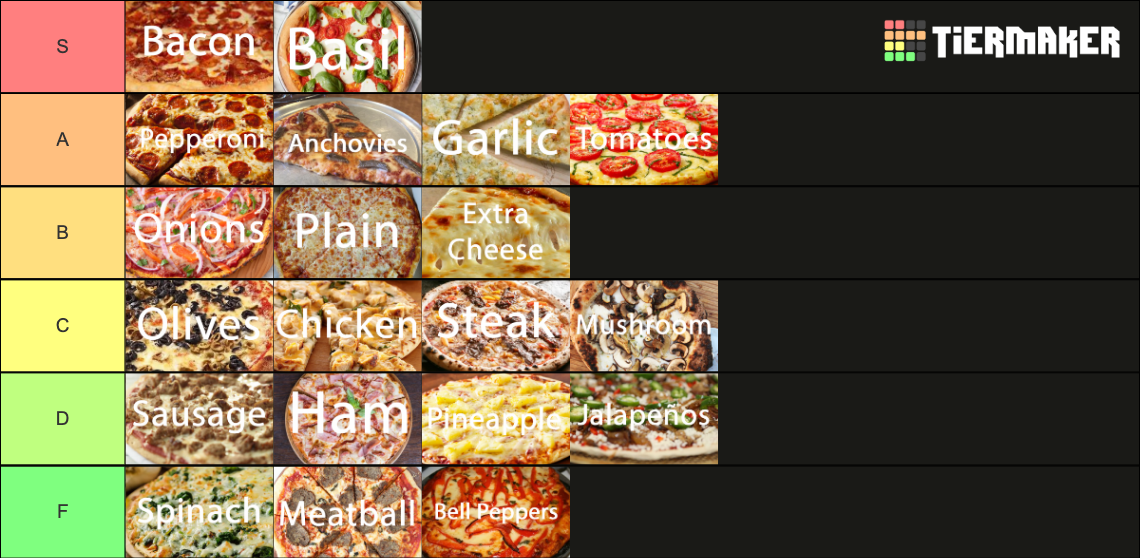 S
Bacon
Basil
TiERMAKER
A
Pepperoni
Anchovies
Garlic
Tomatoes
B
Onions
Plain
Extra
Cheese
C
Olives
Chicken
Steak
Mushroom
D
Sausage
Ham
Pineapple
Jalapeños
F
Spinach
Meatball
Bell Peppers